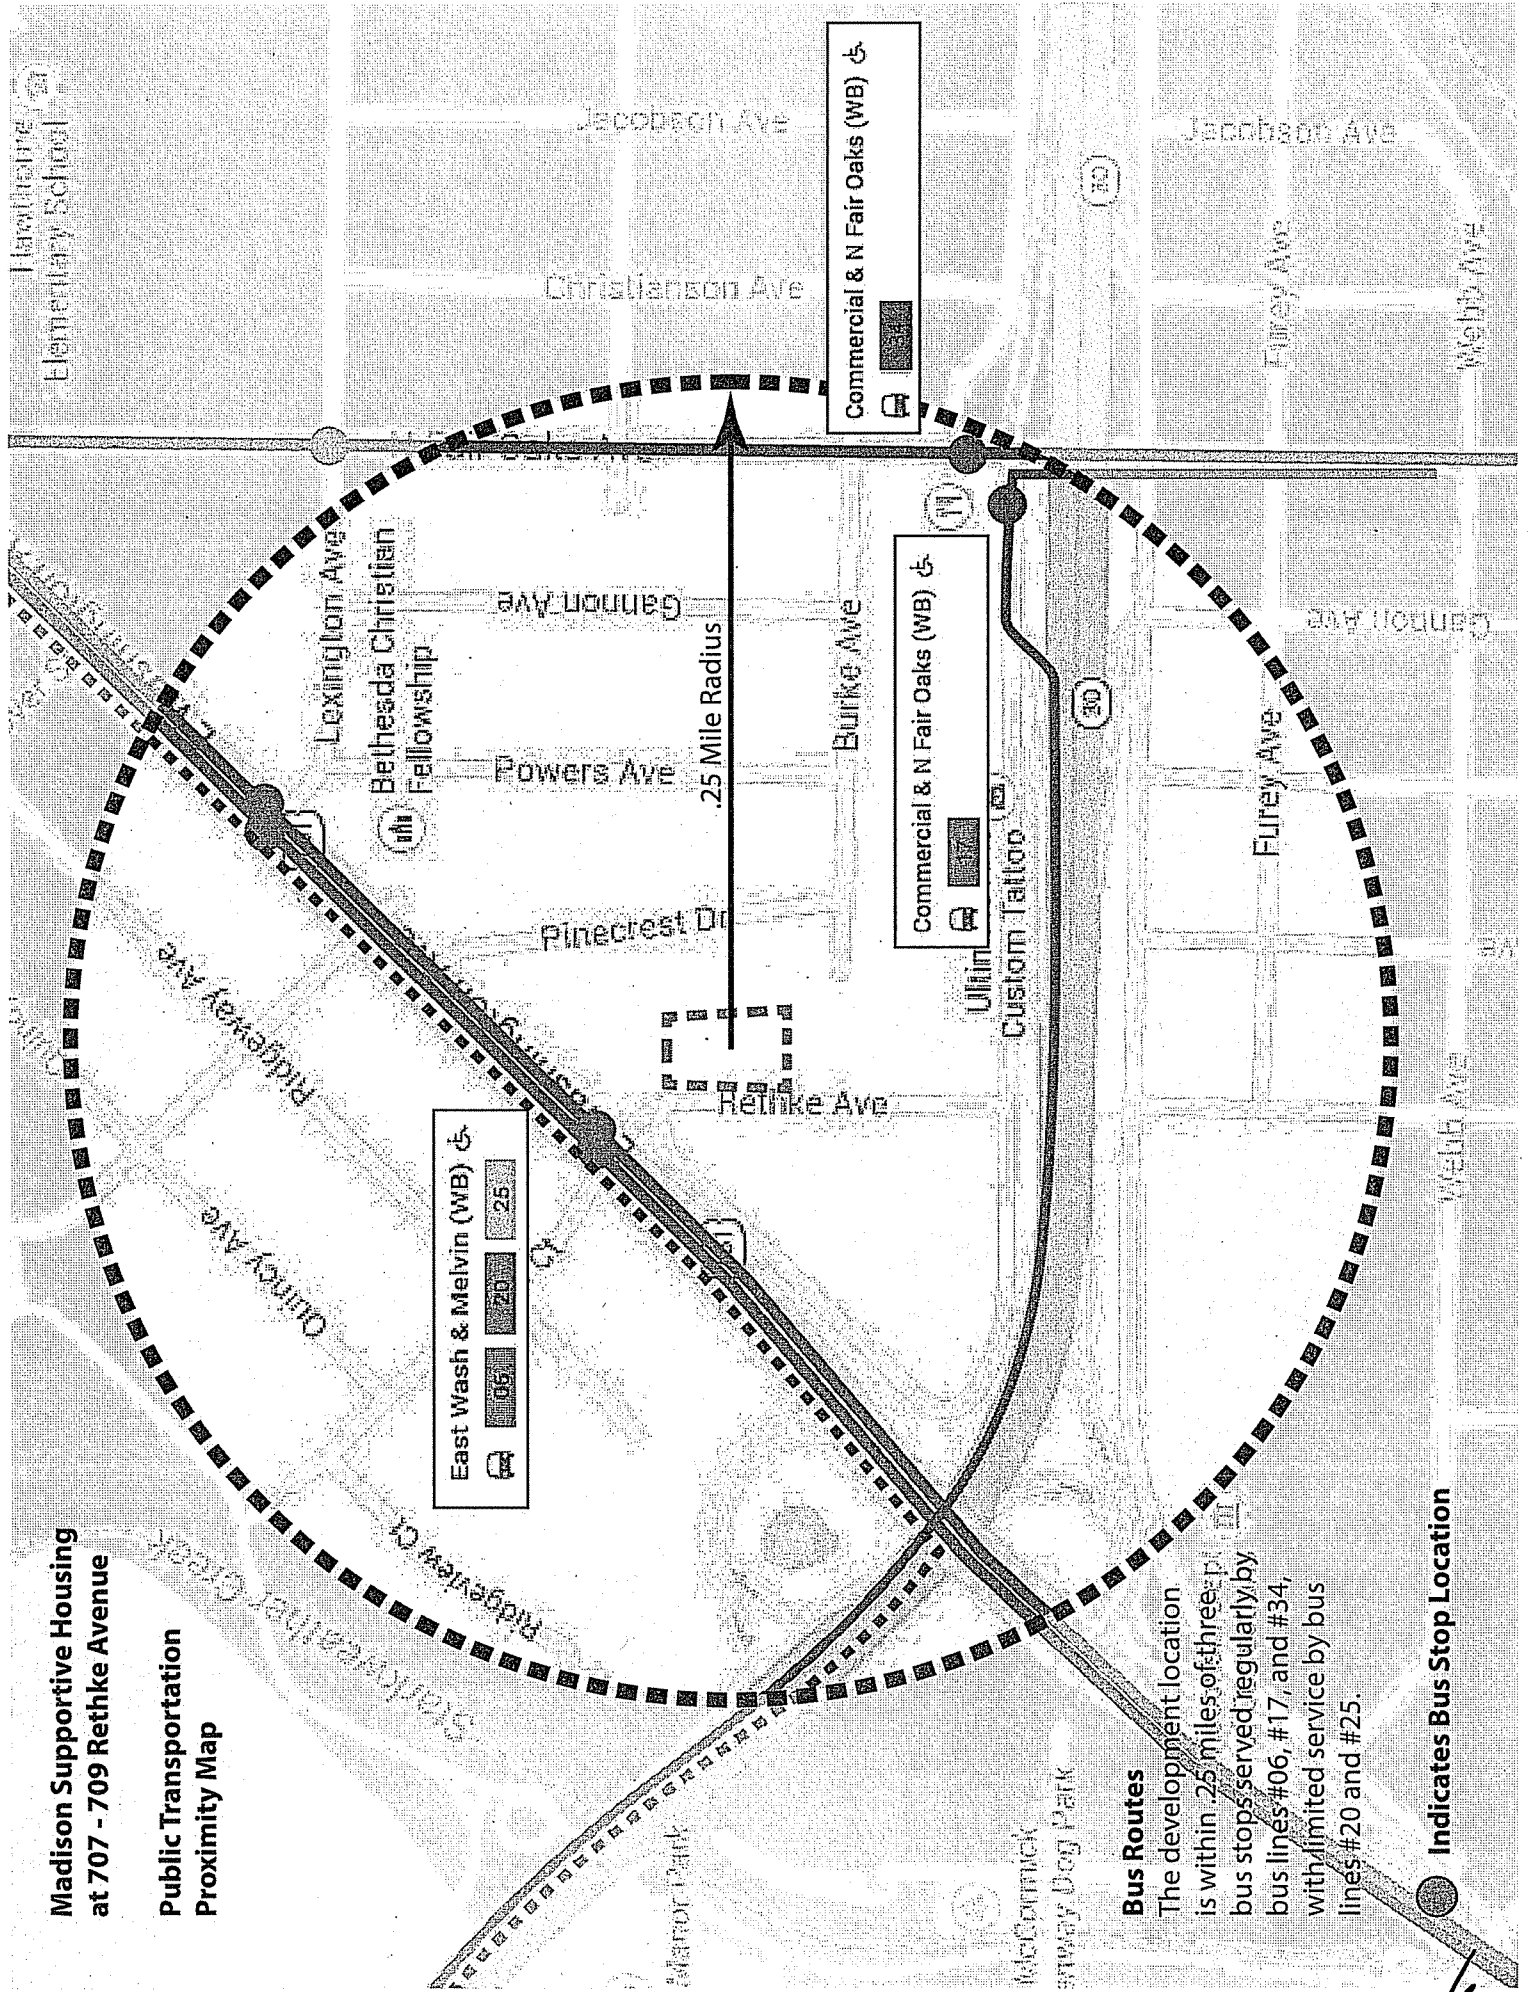 Madison Supportive Housing
at 707 - 709 Rethke Avenue
Public Transportation
Proximity Map
Hawthorne
Elementary School
Starkweather Creek
Ridgeview Ct
Quincy Ave
Ridgeway Ave
Lexington Ave
Bethesda Christian
Fellowship
East Wash & Melvin (WB)
06 20 25
Ct
Jacobson Ave
Christianson Ave
Gannon Ave
Powers Ave
Pinecrest Dr
.25 Mile Radius
Rethke Ave
Burke Ave
Commercial & N Fair Oaks (WB)
34
Commercial & N Fair Oaks (WB)
17
Custom Tattoo
30
30
Jacobson Ave
Gannon Ave
Furey Ave
Furey Ave
Webb Ave
Webb Ave
Manor Park
McCormick
Dog Park
Bus Routes
The development location
is within .25 miles of three
bus stops served regularly by
bus lines #06, #17, and #34,
with limited service by bus
lines #20 and #25.
Indicates Bus Stop Location